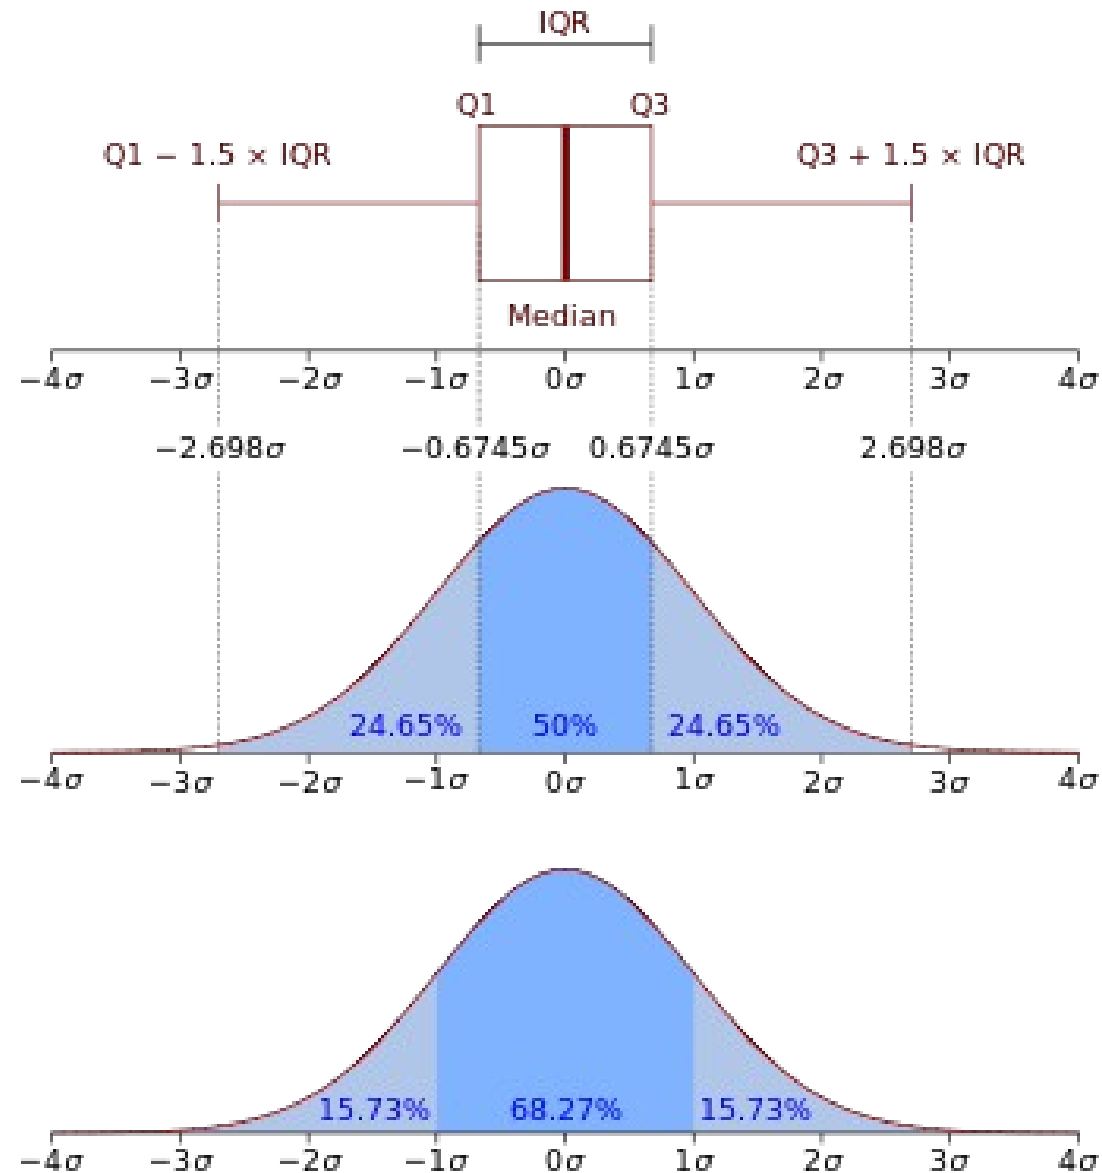 IQR
Q1 Q3
Q1 − 1.5 × IQR Q3 + 1.5 × IQR
Median
−4σ −3σ −2σ −1σ 0σ 1σ 2σ 3σ 4σ
−2.698σ −0.6745σ 0.6745σ 2.698σ
24.65% 50% 24.65%
−4σ −3σ −2σ −1σ 0σ 1σ 2σ 3σ 4σ
15.73% 68.27% 15.73%
−4σ −3σ −2σ −1σ 0σ 1σ 2σ 3σ 4σ